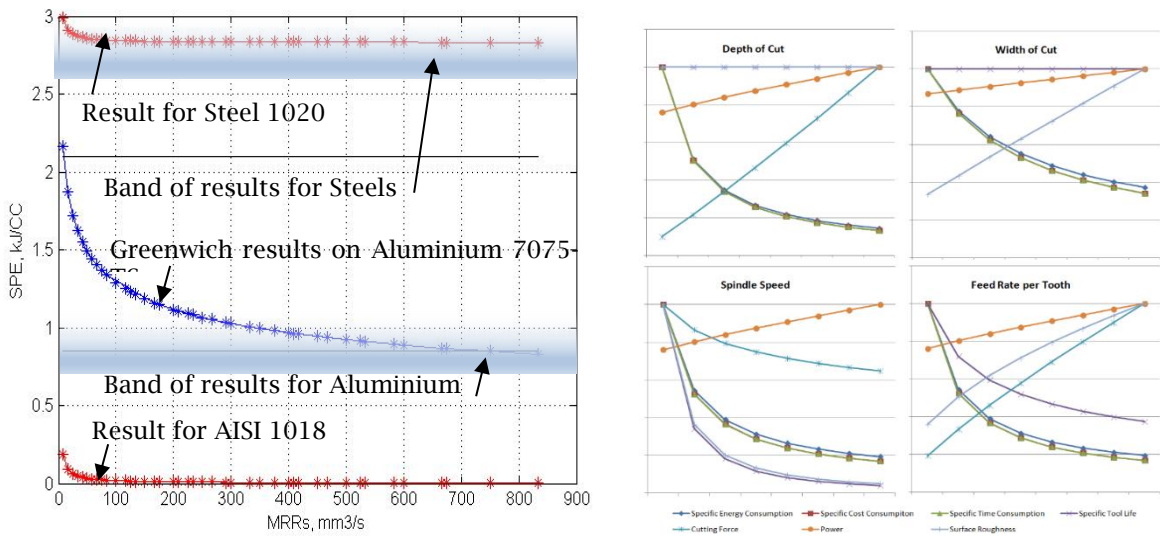 3
2.5
2
1.5
1
0.5
0
SPE, kJ/CC
Result for Steel 1020
Band of results for Steels
Greenwich results on Aluminium 7075-
Band of results for Aluminium
Result for AISI 1018
0 100 200 300 400 500 600 700 800 900
MRRs, mm3/s
Depth of Cut
Width of Cut
Spindle Speed
Feed Rate per Tooth
Specific Energy Consumption
Specific Cost Compsumpiton
Specific Time Consumption
Specific Tool Life
Cutting Force
Power
Surface Roughness